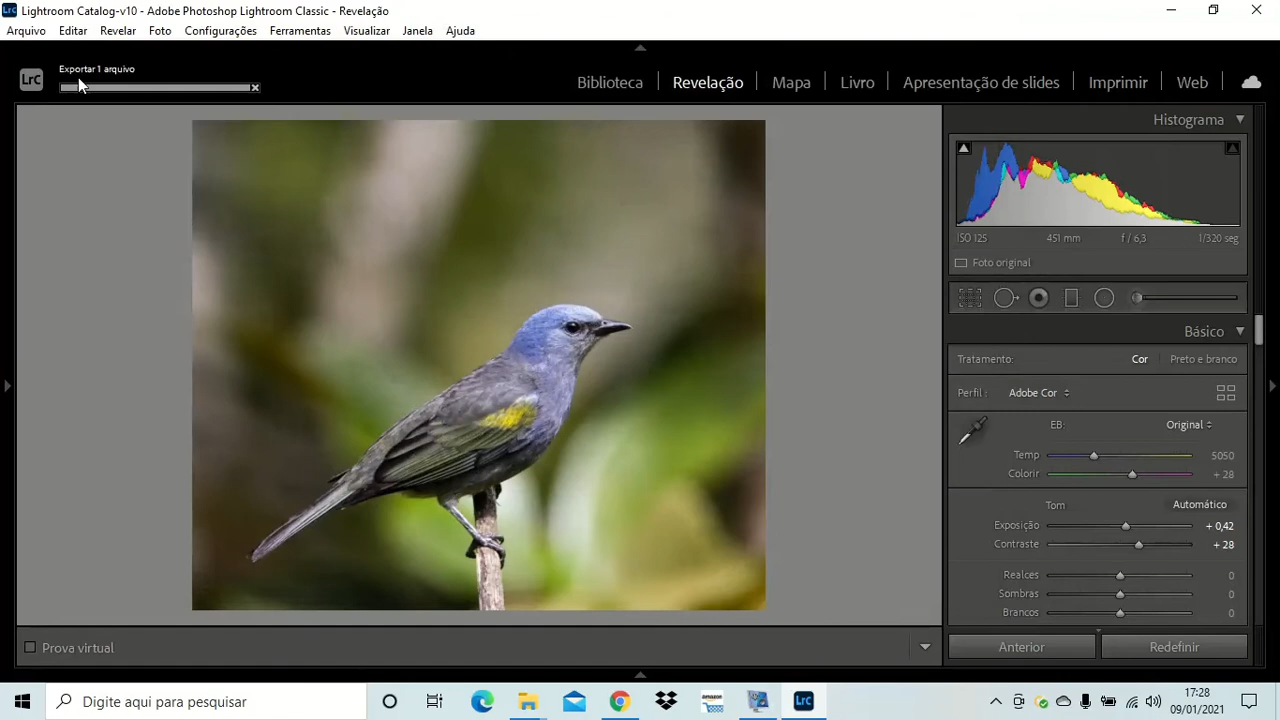 Lightroom Catalog-v10 - Adobe Photoshop Lightroom Classic - Revelação
Arquivo Editar Revelar Foto Configurações Ferramentas Visualizar Janela Ajuda
LrC
Exportar 1 arquivo
Biblioteca Revelação Mapa Livro Apresentação de slides Imprimir Web
Histograma
ISO 125 451 mm f / 6,3 1/320 seg
Foto original
Básico
Tratamento: Cor Preto e branco
Perfil: Adobe Cor
EB: Original
Temp 5050
Colorir + 28
Tom Automático
Exposição + 0,42
Contraste + 28
Realces 0
Sombras 0
Brancos 0
Prova virtual
Anterior Redefinir
Digite aqui para pesquisar
amazon
LrC
17:28
09/01/2021